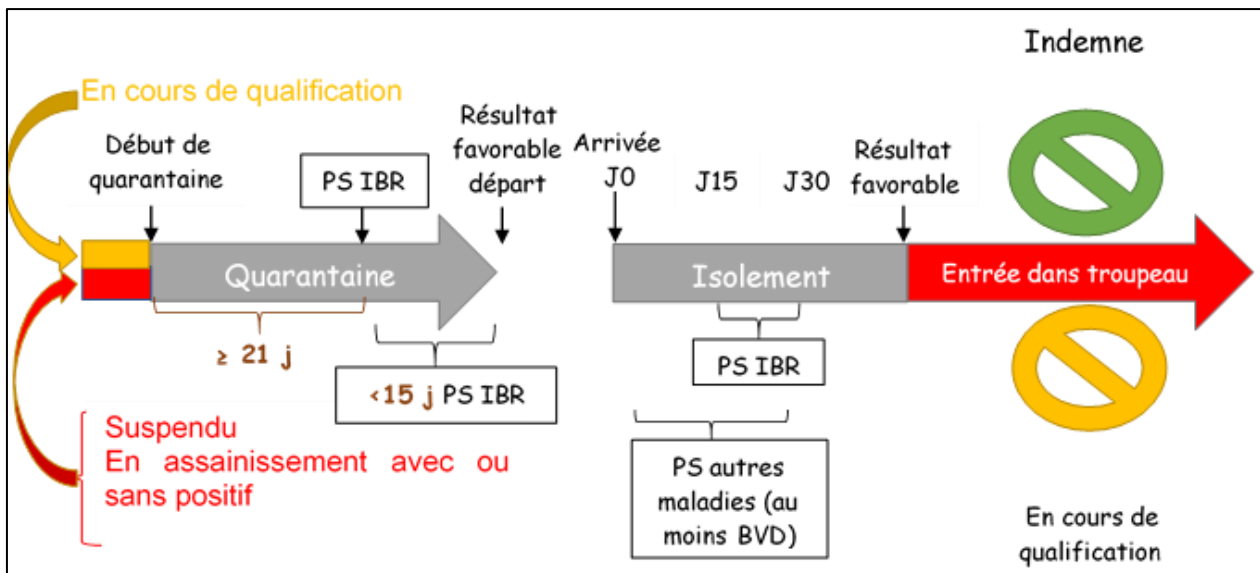 Indemne
En cours de qualification
Début de
quarantaine
PS IBR
Résultat
favorable
départ
Arrivée
J0
J15
J30
Résultat
favorable
Quarantaine
Isolement
Entrée dans troupeau
≥ 21 j
<15 j PS IBR
PS IBR
Suspendu
En assainissement avec ou
sans positif
PS autres
maladies (au
moins BVD)
En cours de
qualification